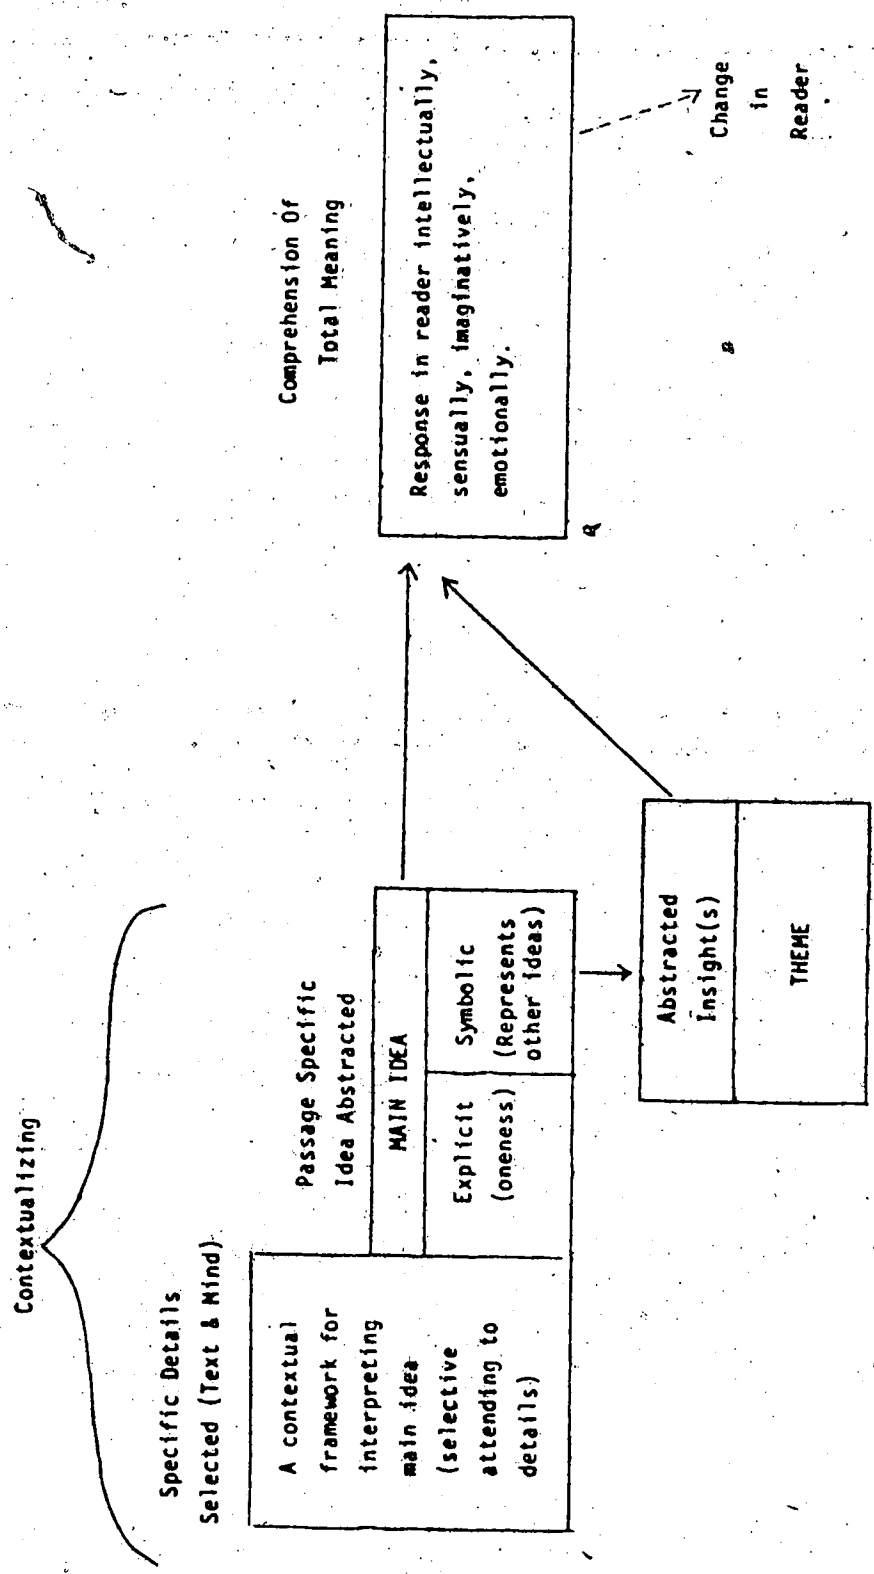 Contextualizing
Specific Details
Selected (Text & Mind)
A contextual
framework for
interpreting
main idea
(selective
attending to
details)
Passage Specific
Idea Abstracted
MAIN IDEA
Explicit
(oneness)
Symbolic
(Represents
other ideas)
Abstracted
Insight(s)
THEME
Comprehension Of
Total Meaning
Response in reader intellectually,
sensually, imaginatively,
emotionally.
Change
in
Reader